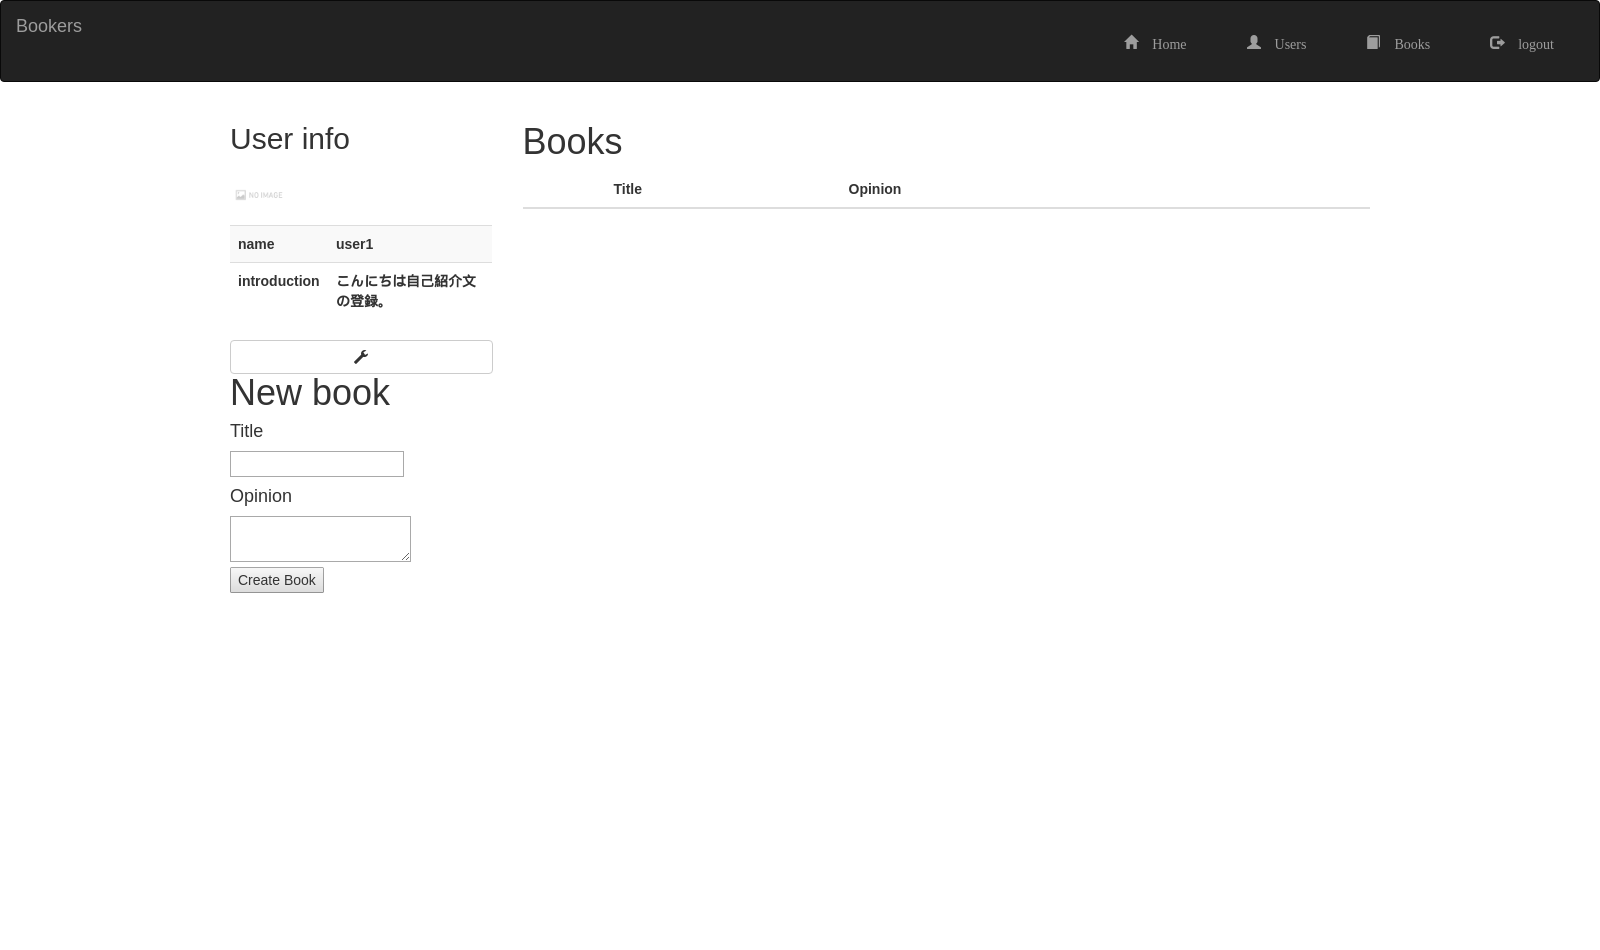 Bookers
Home Users Books logout
User info
NO IMAGE
name user1
introduction こんにちは自己紹介文
の登録。
New book
Title
Opinion
Create Book
Books
Title Opinion